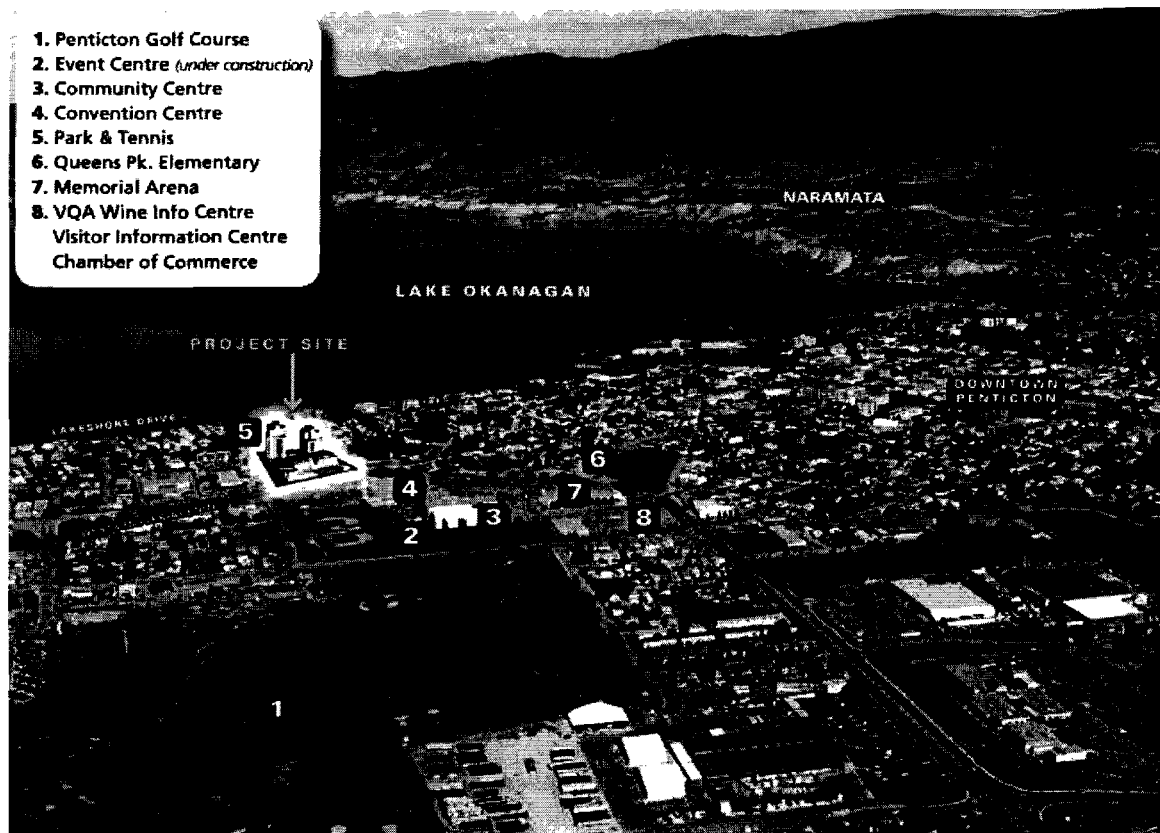 1. Penticton Golf Course
2. Event Centre (under construction)
3. Community Centre
4. Convention Centre
5. Park & Tennis
6. Queens Pk. Elementary
7. Memorial Arena
8. VQA Wine Info Centre
Visitor Information Centre
Chamber of Commerce
NARAMATA
LAKE OKANAGAN
PROJECT SITE
DOWNTOWN
PENTICTON
LAKESHORE DRIVE
5
6
4
7
3
8
2
1